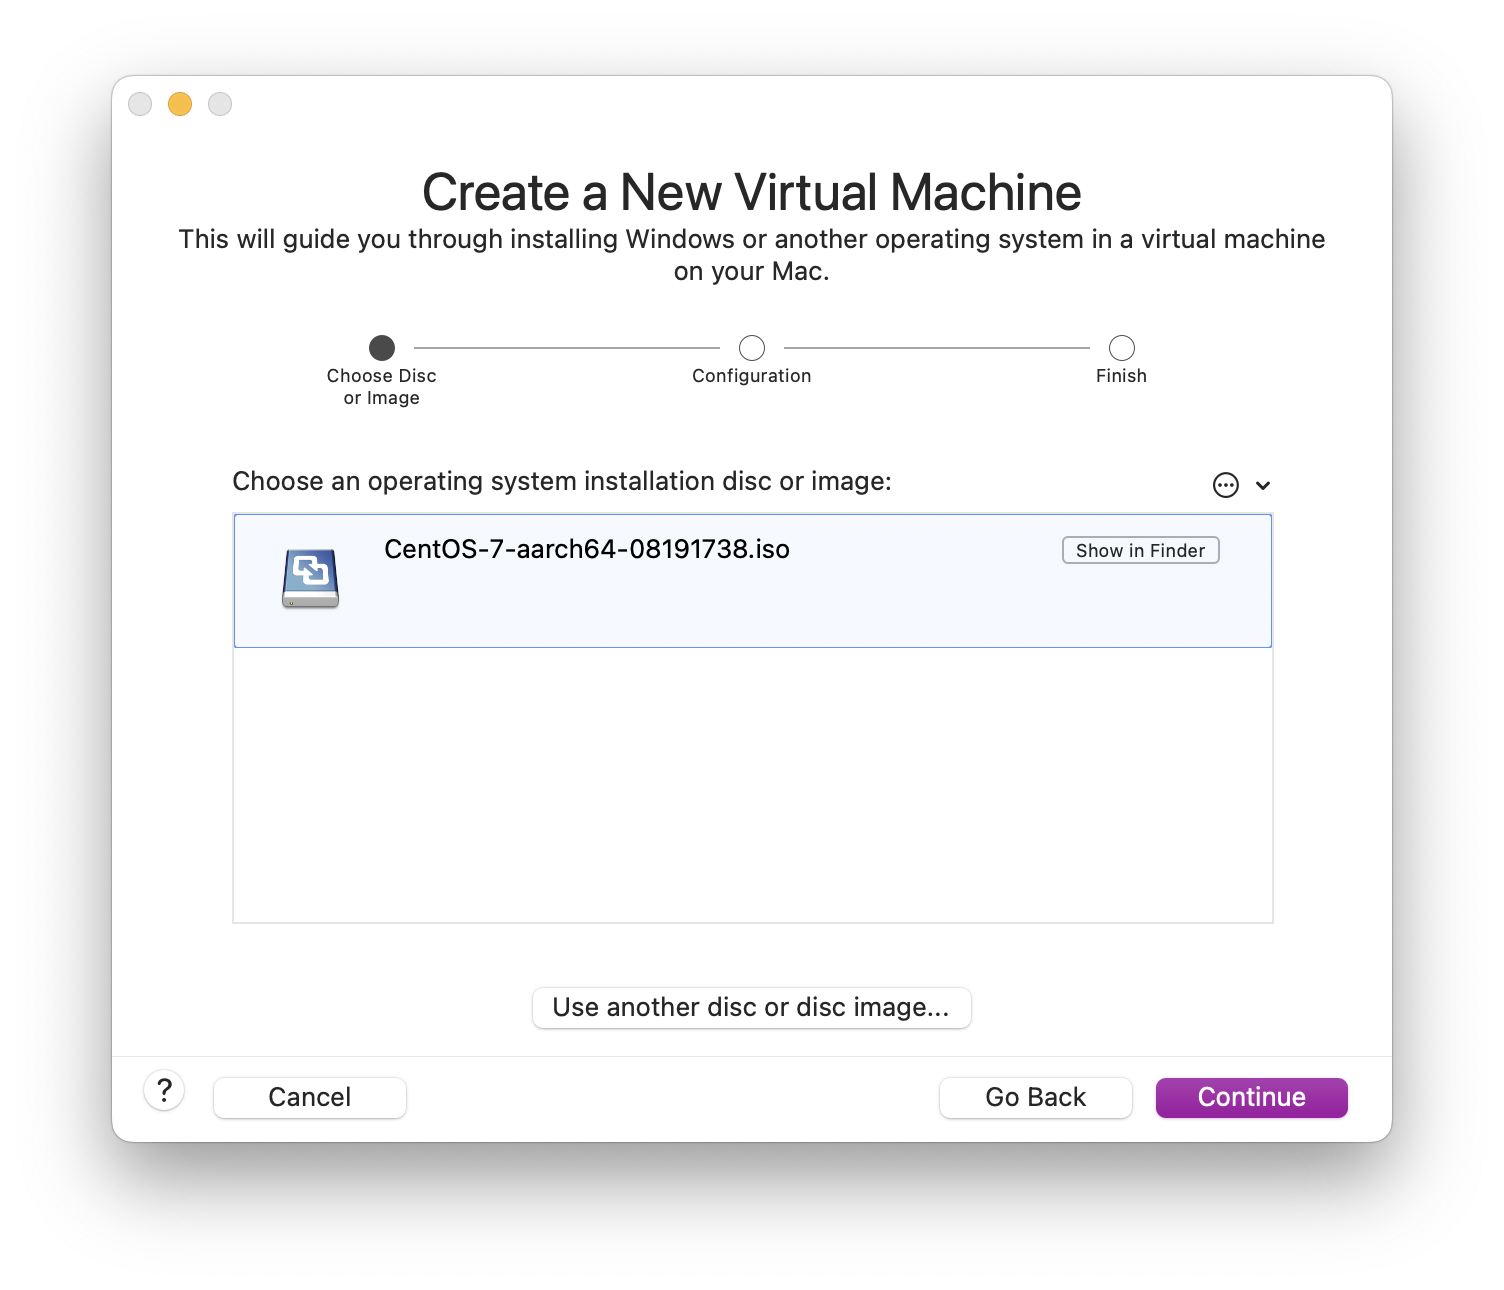 Create a New Virtual Machine
This will guide you through installing Windows or another operating system in a virtual machine
on your Mac.
Choose Disc
or Image
Configuration
Finish
Choose an operating system installation disc or image:
CentOS-7-aarch64-08191738.iso
Show in Finder
Use another disc or disc image...
?
Cancel
Go Back
Continue